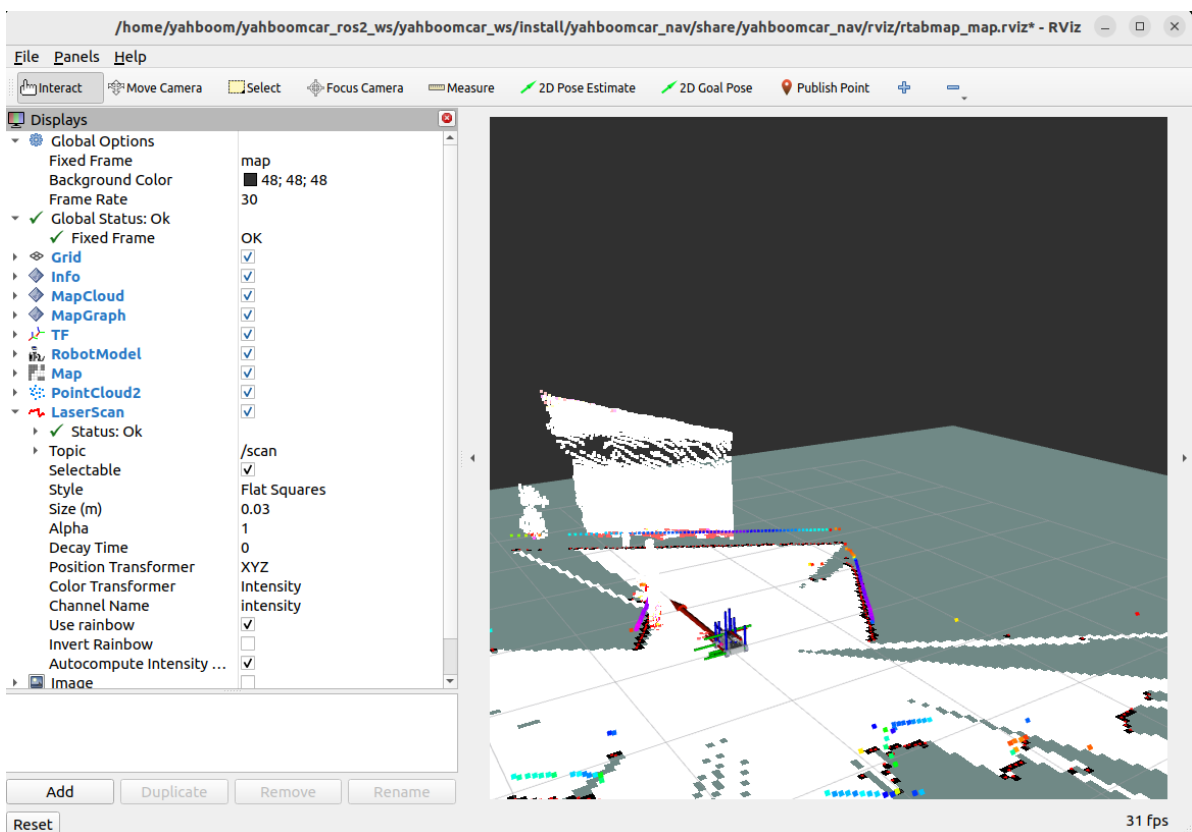 /home/yahboom/yahboomcar_ros2_ws/yahboomcar_ws/install/yahboomcar_nav/share/yahboomcar_nav/rviz/rtabmap_map.rviz* - RViz
File Panels Help
Interact Move Camera Select Focus Camera Measure 2D Pose Estimate 2D Goal Pose Publish Point
Displays
Global Options
Fixed Frame map
Background Color 48; 48; 48
Frame Rate 30
Global Status: Ok
Fixed Frame OK
Grid
Info
MapCloud
MapGraph
TF
RobotModel
Map
PointCloud2
LaserScan
Status: Ok
Topic /scan
Selectable
Style Flat Squares
Size (m) 0.03
Alpha 1
Decay Time 0
Position Transformer XYZ
Color Transformer Intensity
Channel Name intensity
Use rainbow
Invert Rainbow
Autocompute Intensity ...
Image
Add Duplicate Remove Rename
Reset 31 fps